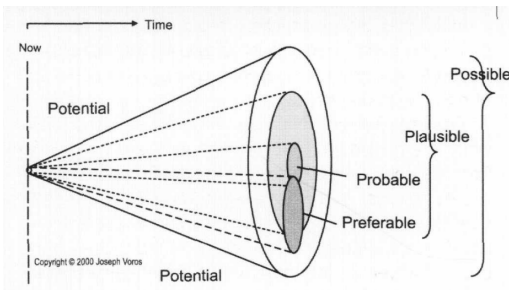 Time
Now
Possible
Potential
Plausible
Probable
Preferable
Copyright © 2000 Joseph Voros
Potential